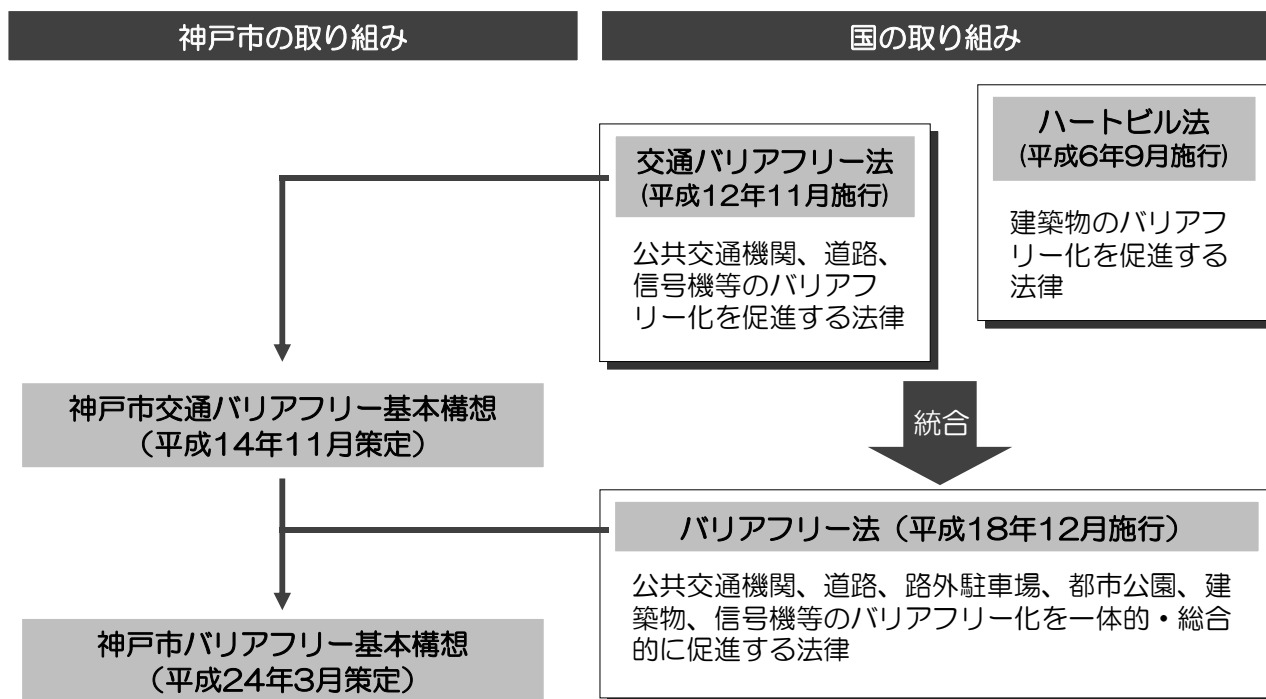 神戸市の取り組み
国の取り組み
ハートビル法
(平成6年9月施行)
建築物のバリアフ
リー化を促進する
法律
交通バリアフリー法
(平成12年11月施行)
公共交通機関、道路、
信号機等のバリアフ
リー化を促進する法律
神戸市交通バリアフリー基本構想
（平成14年11月策定）
統合
バリアフリー法（平成18年12月施行）
公共交通機関、道路、路外駐車場、都市公園、建
築物、信号機等のバリアフリー化を一体的・総合
的に促進する法律
神戸市バリアフリー基本構想
（平成24年3月策定）